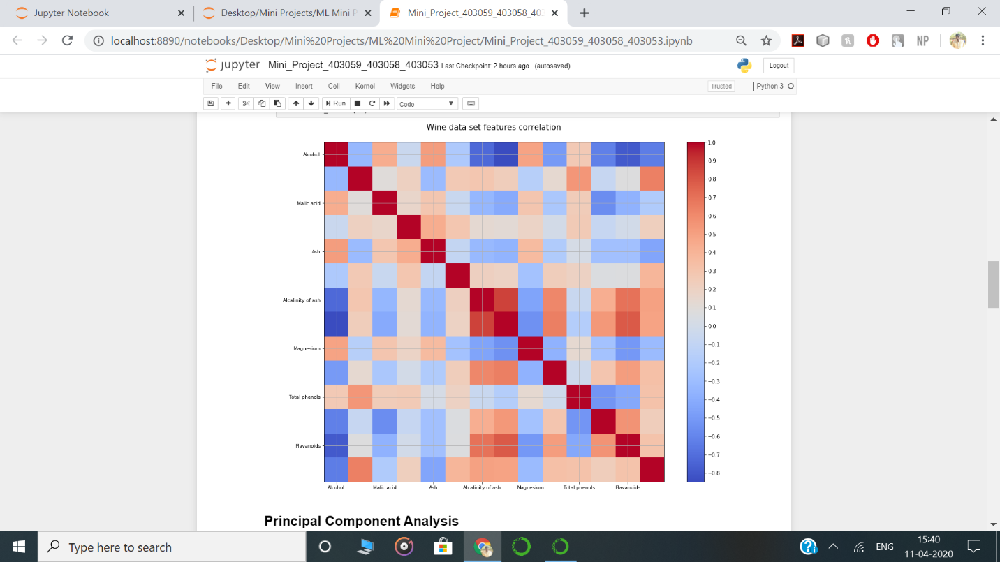 Jupyter Notebook
Desktop/Mini Projects/ML Mini P
Mini_Project_403059_403058_403
localhost:8890/notebooks/Desktop/Mini%20Projects/ML%20Mini%20Project/Mini_Project_403059_403058_403053.ipynb
NP
jupyter Mini_Project_403059_403058_403053 Last Checkpoint: 2 hours ago (autosaved)
Logout
File Edit View Insert Cell Kernel Widgets Help
Trusted
Python 3
Run
Code
Wine data set features correlation
Alcohol
Malic acid
Ash
Alcalinity of ash
Magnesium
Total phenols
Flavanoids
Alcohol Malic acid Ash Alcalinity of ash Magnesium Total phenols Flavanoids
1.0
0.9
0.8
0.7
0.6
0.5
0.4
0.3
0.2
0.1
0.0
−0.1
−0.2
−0.3
−0.4
−0.5
−0.6
−0.7
−0.8
Principal Component Analysis
Type here to search
ENG
15:40
11-04-2020